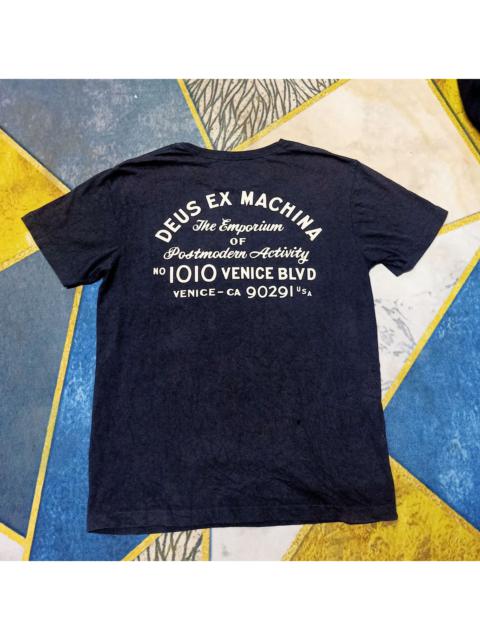 DEUS EX MACHINA
The Emporium
OF
Postmodern Activity
NO 1010 VENICE BLVD
VENICE - CA 90291 USA